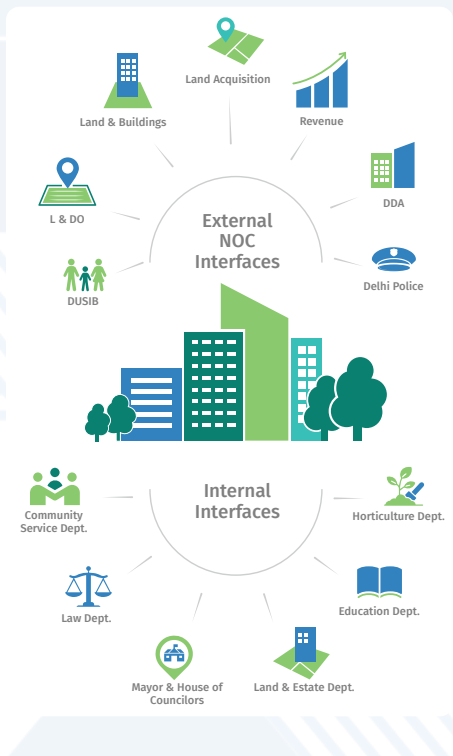 Land Acquisition
Land & Buildings
Revenue
L & DO
DDA
External
NOC
Interfaces
DUSIB
Delhi Police
Internal
Interfaces
Community
Service Dept.
Horticulture Dept.
Law Dept.
Education Dept.
Mayor & House of
Councilors
Land & Estate Dept.